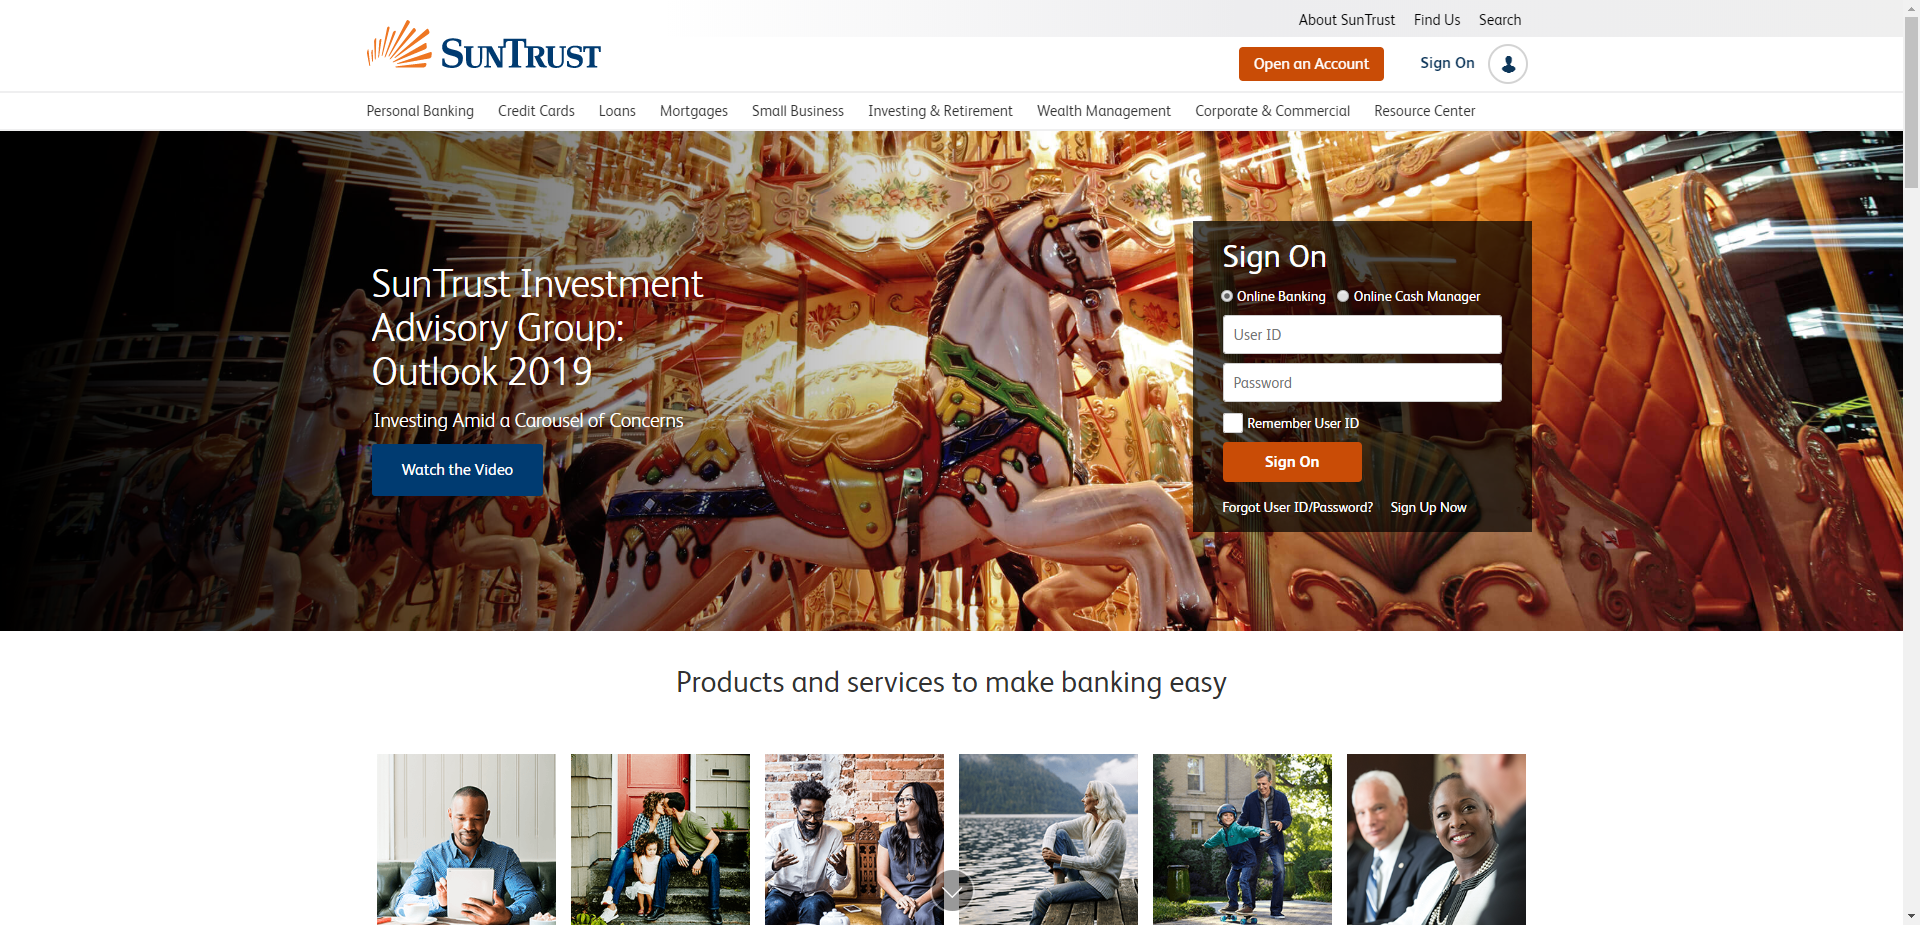 About SunTrust Find Us Search
SUNTRUST
Open an Account Sign On
Personal Banking Credit Cards Loans Mortgages Small Business Investing & Retirement Wealth Management Corporate & Commercial Resource Center
SunTrust Investment
Advisory Group:
Outlook 2019
Investing Amid a Carousel of Concerns
Watch the Video
Sign On
Online Banking Online Cash Manager
User ID
Password
Remember User ID
Sign On
Forgot User ID/Password? Sign Up Now
Products and services to make banking easy